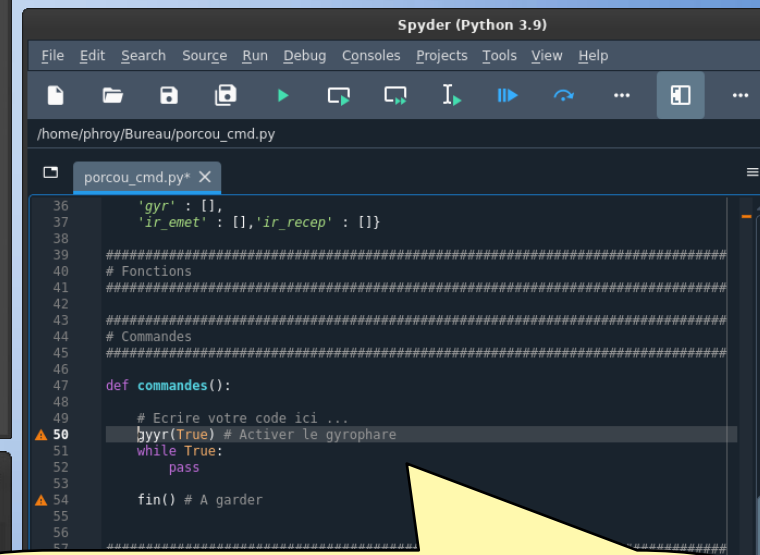 Spyder (Python 3.9)
File Edit Search Source Run Debug Consoles Projects Tools View Help
/home/phroy/Bureau/porcou_cmd.py
porcou_cmd.py*
36 'gyr' : [],
37 'ir_emet' : [],'ir_recep' : []}
38
39 ###############################################################################
40 # Fonctions
41 ###############################################################################
42
43 ###############################################################################
44 # Commandes
45 ###############################################################################
46
47 def commandes():
48
49 # Ecrire votre code ici ...
50 gyyr(True) # Activer le gyrophare
51 while True:
52 pass
53
54 fin() # A garder
55
56
57 ###############################################################################